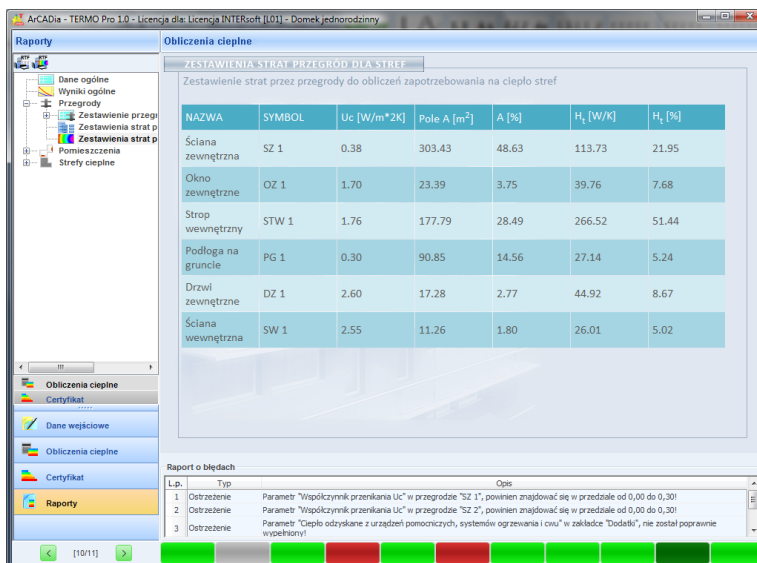 ArCADia - TERMO Pro 1.0 - Licencja dla: Licencja INTERsoft [L01] - Domek jednorodzinny
Raporty
Obliczenia cieplne
RTF RTF
Dane ogólne
Wyniki ogólne
Przegrody
Zestawienie przegr
Zestawienia strat p
Zestawienia strat p
Pomieszczenia
Strefy cieplne
ZESTAWIENIA STRAT PRZEGRÓD DLA STREF
Zestawienie strat przez przegrody do obliczeń zapotrzebowania na ciepło stref
NAZWA SYMBOL Uc [W/m*2K] Pole A [m²] A [%] Hₜ [W/K] Hₜ [%]
Ściana zewnętrzna SZ 1 0.38 303.43 48.63 113.73 21.95
Okno zewnętrzne OZ 1 1.70 23.39 3.75 39.76 7.68
Strop wewnętrzny STW 1 1.76 177.79 28.49 266.52 51.44
Podłoga na gruncie PG 1 0.30 90.85 14.56 27.14 5.24
Drzwi zewnętrzne DZ 1 2.60 17.28 2.77 44.92 8.67
Ściana wewnętrzna SW 1 2.55 11.26 1.80 26.01 5.02
Obliczenia cieplne
Certyfikat
Dane wejściowe
Obliczenia cieplne
Certyfikat
Raporty
[10/11]
Raport o błędach
L.p. Typ Opis
1 Ostrzeżenie Parametr "Współczynnik przenikania Uc" w przegrodzie "SZ 1", powinien znajdować się w przedziale od 0,00 do 0,30!
2 Ostrzeżenie Parametr "Współczynnik przenikania Uc" w przegrodzie "SZ 2", powinien znajdować się w przedziale od 0,00 do 0,30!
3 Ostrzeżenie Parametr "Ciepło odzyskane z urządzeń pomocniczych, systemów ogrzewania i cwu" w zakładce "Dodatki", nie został poprawnie
wypełniony!